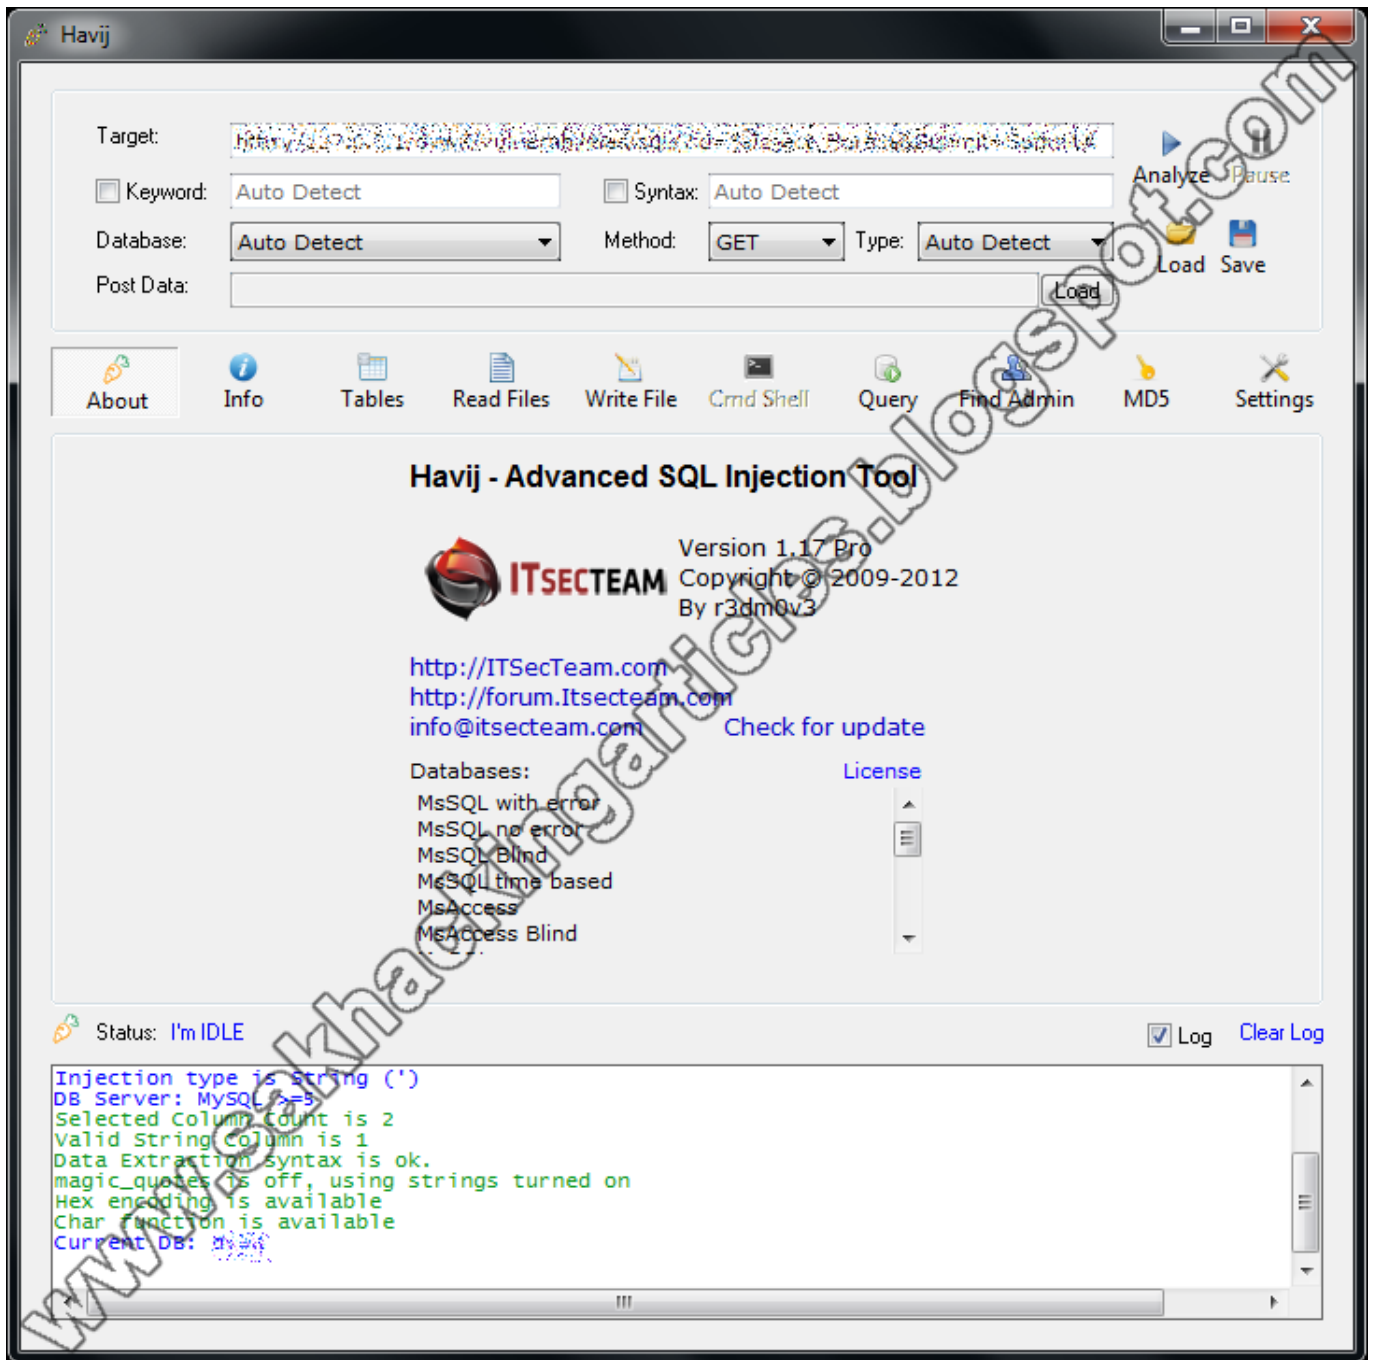 Havij
Target:
Analyze Pause
Keyword: Auto Detect Syntax: Auto Detect
Database: Auto Detect Method: GET Type: Auto Detect
Load Save
Post Data: Load
About Info Tables Read Files Write File Cmd Shell Query Find Admin MD5 Settings
Havij - Advanced SQL Injection Tool
ITSECTEAM
Version 1.17 Pro
Copyright © 2009-2012
By r3dm0v3
http://ITSecTeam.com
http://forum.Itsecteam.com
info@itsecteam.com Check for update
Databases: License
MsSQL with error
MsSQL no error
MsSQL Blind
MsSQL time based
MsAccess
MsAccess Blind
Status: I'm IDLE Log Clear Log
Injection type is String (')
DB Server: MySQL >=5
Selected Column Count is 2
Valid String Column is 1
Data Extraction syntax is ok.
magic_quotes is off, using strings turned on
Hex encoding is available
Char function is available
Current DB:
www.sakhackingarticles.blogspot.com